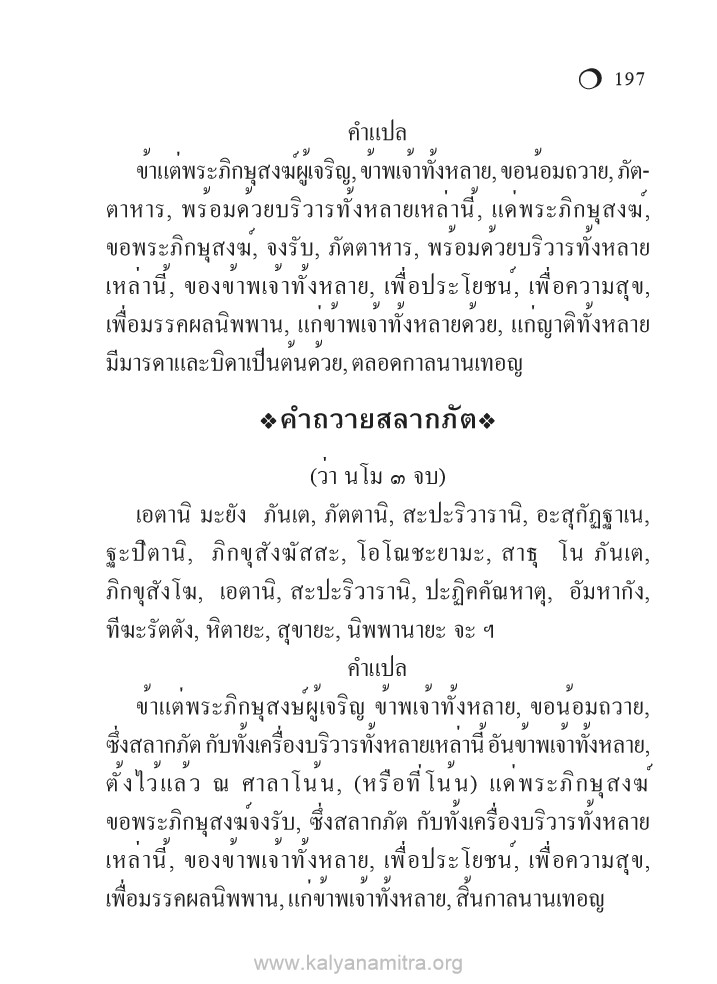 197
คำแปล
ข้าแต่พระภิกษุสงฆ์ผู้เจริญ, ข้าพเจ้าทั้งหลาย, ขอน้อมถวาย, ภัต-
ตาหาร, พร้อมด้วยบริวารทั้งหลายเหล่านี้, แด่พระภิกษุสงฆ์,
ขอพระภิกษุสงฆ์, จงรับ, ภัตตาหาร, พร้อมด้วยบริวารทั้งหลาย
เหล่านี้, ของข้าพเจ้าทั้งหลาย, เพื่อประโยชน์, เพื่อความสุข,
เพื่อมรรคผลนิพพาน, แก่ข้าพเจ้าทั้งหลายด้วย, แก่ญาติทั้งหลาย
มีมารดาและบิดาเป็นต้นด้วย, ตลอดกาลนานเทอญ
❖คำถวายสลากภัต❖
(ว่า นโม ๓ จบ)
เอตานิ มะยัง ภันเต, ภัตตานิ, สะปะริวารานิ, อะสุกัฏฐาเน,
ฐะปิตานิ, ภิกขุสังฆัสสะ, โอโณชะยามะ, สาธุ โน ภันเต,
ภิกขุสังโฆ, เอตานิ, สะปะริวารานิ, ปะฏิคคัณหาตุ, อัมหากัง,
ทีฆะรัตตัง, หิตายะ, สุขายะ, นิพพานายะ จะ ฯ
คำแปล
ข้าแต่พระภิกษุสงษ์ผู้เจริญ ข้าพเจ้าทั้งหลาย, ขอน้อมถวาย,
ซึ่งสลากภัต กับทั้งเครื่องบริวารทั้งหลายเหล่านี้ อันข้าพเจ้าทั้งหลาย,
ตั้งไว้แล้ว ณ ศาลาโน้น, (หรือที่โน้น) แด่พระภิกษุสงฆ์
ขอพระภิกษุสงฆ์จงรับ, ซึ่งสลากภัต กับทั้งเครื่องบริวารทั้งหลาย
เหล่านี้, ของข้าพเจ้าทั้งหลาย, เพื่อประโยชน์, เพื่อความสุข,
เพื่อมรรคผลนิพพาน, แก่ข้าพเจ้าทั้งหลาย, สิ้นกาลนานเทอญ
www.kalyanamitra.org